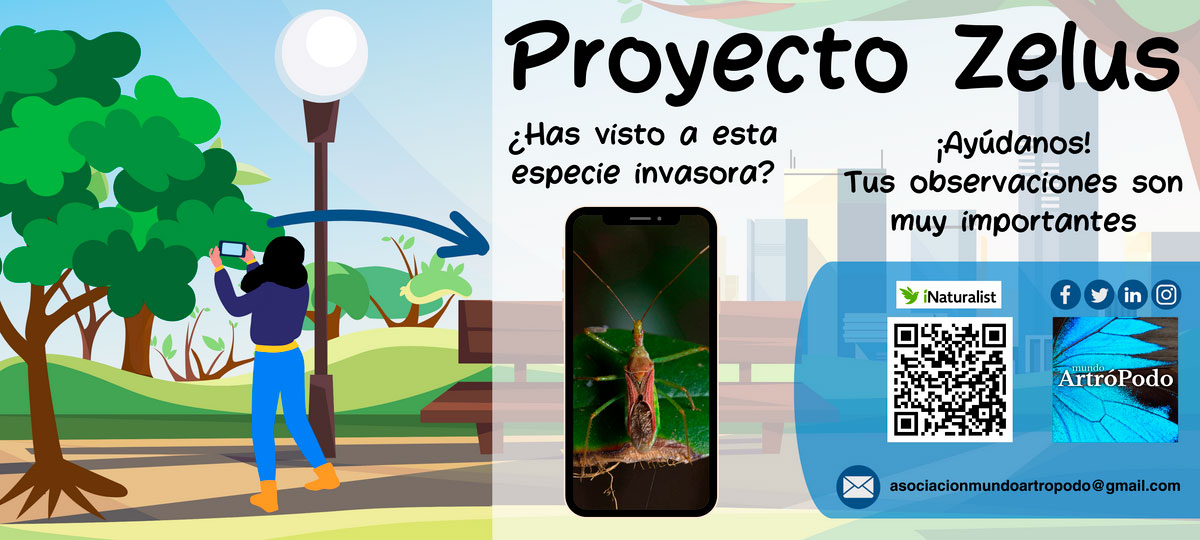 Proyecto Zelus
¿Has visto a esta
especie invasora?
¡Ayúdanos!
Tus observaciones son
muy importantes
iNaturalist
mundo
ArtróPodo
asociacionmundoartropodo@gmail.com